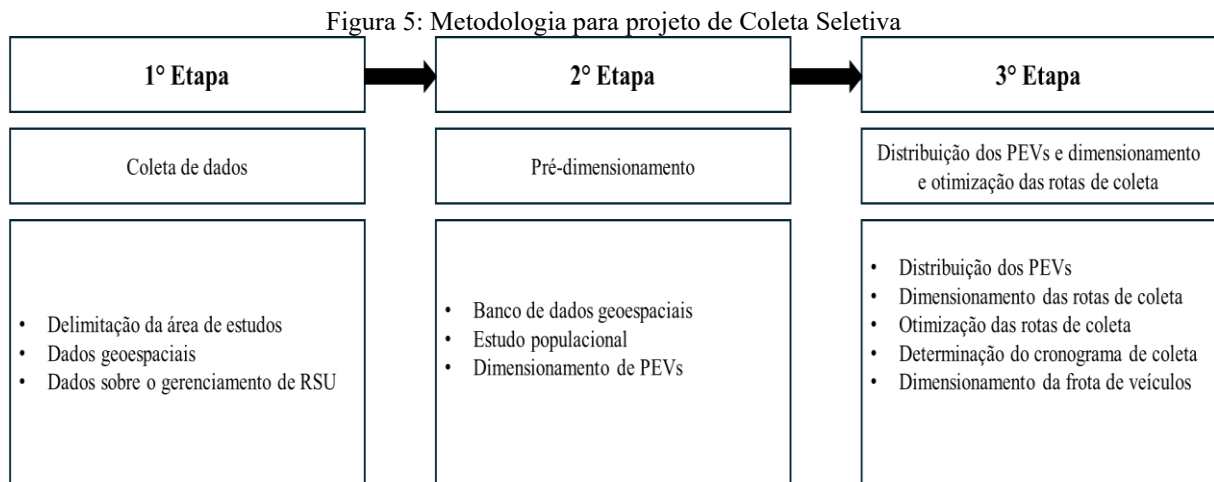 Figura 5: Metodologia para projeto de Coleta Seletiva
1° Etapa
2° Etapa
3° Etapa
Coleta de dados
Pré-dimensionamento
Distribuição dos PEVs e dimensionamento
e otimização das rotas de coleta
• Delimitação da área de estudos
• Dados geoespaciais
• Dados sobre o gerenciamento de RSU
• Banco de dados geoespaciais
• Estudo populacional
• Dimensionamento de PEVs
• Distribuição dos PEVs
• Dimensionamento das rotas de coleta
• Otimização das rotas de coleta
• Determinação do cronograma de coleta
• Dimensionamento da frota de veículos